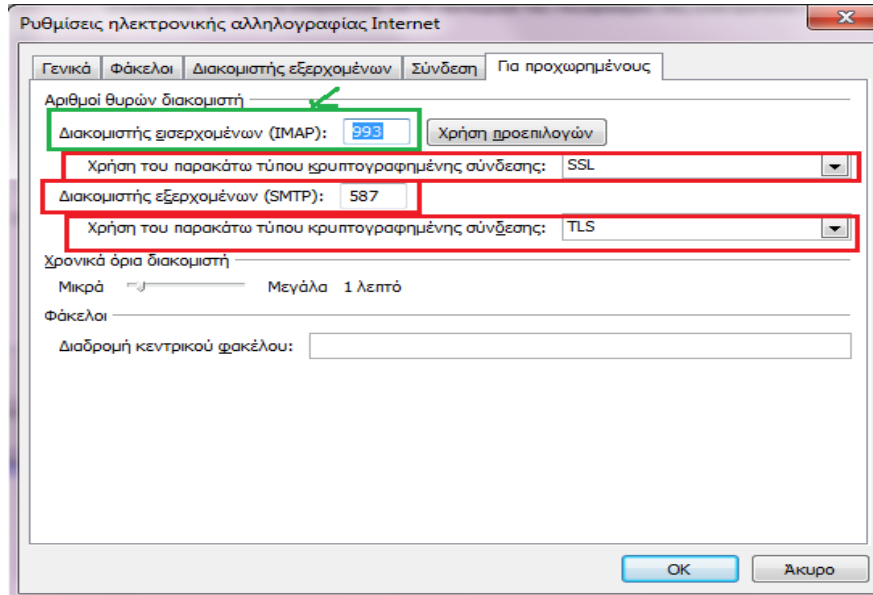 Ρυθμίσεις ηλεκτρονικής αλληλογραφίας Internet
Γενικά Φάκελοι Διακομιστής εξερχομένων Σύνδεση Για προχωρημένους
Αριθμοί θυρών διακομιστή
Διακομιστής εισερχομένων (IMAP): 993 Χρήση προεπιλογών
Χρήση του παρακάτω τύπου κρυπτογραφημένης σύνδεσης: SSL
Διακομιστής εξερχομένων (SMTP): 587
Χρήση του παρακάτω τύπου κρυπτογραφημένης σύνδεσης: TLS
Χρονικά όρια διακομιστή
Μικρά Μεγάλα 1 λεπτό
Φάκελοι
Διαδρομή κεντρικού φακέλου:
OK Άκυρο